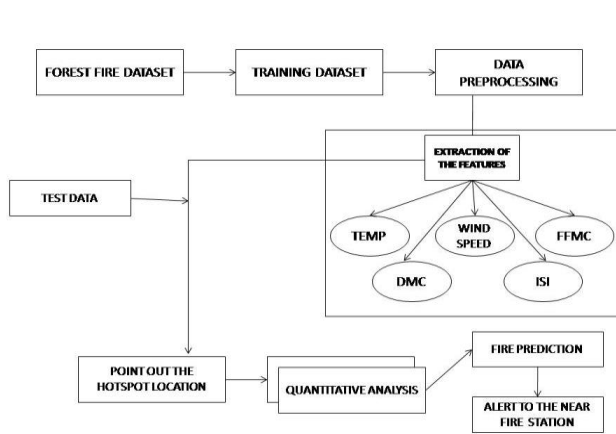 FOREST FIRE DATASET
TRAINING DATASET
DATA
PREPROCESSING
EXTRACTION OF
THE FEATURES
TEST DATA
TEMP
WIND
SPEED
FFMC
DMC
ISI
POINT OUT THE
HOTSPOT LOCATION
QUANTITATIVE ANALYSIS
FIRE PREDICTION
ALERT TO THE NEAR
FIRE STATION